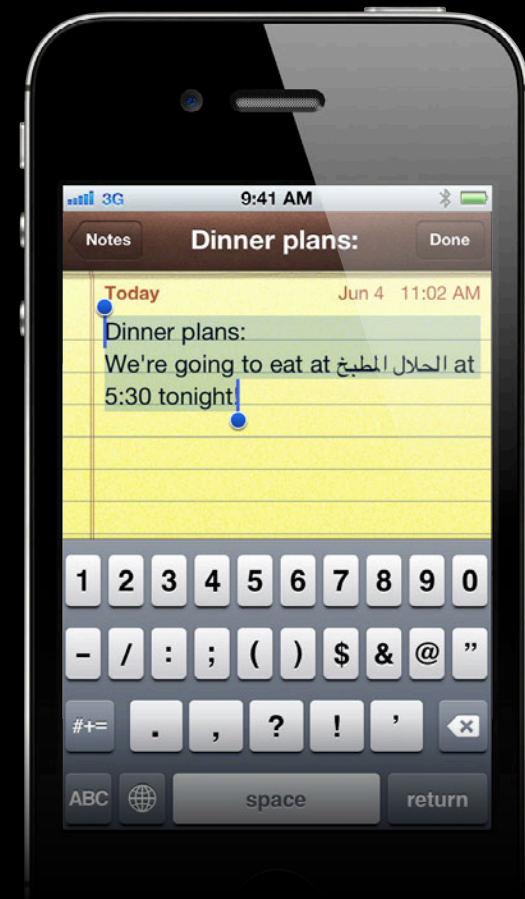 3G 9:41 AM
Notes Dinner plans: Done
Today Jun 4 11:02 AM
Dinner plans:
We're going to eat at الحلال المطبخ at
5:30 tonight!
1 2 3 4 5 6 7 8 9 0
- / : ; ( ) $ & @ ”
#+= . , ? ! ’
ABC space return